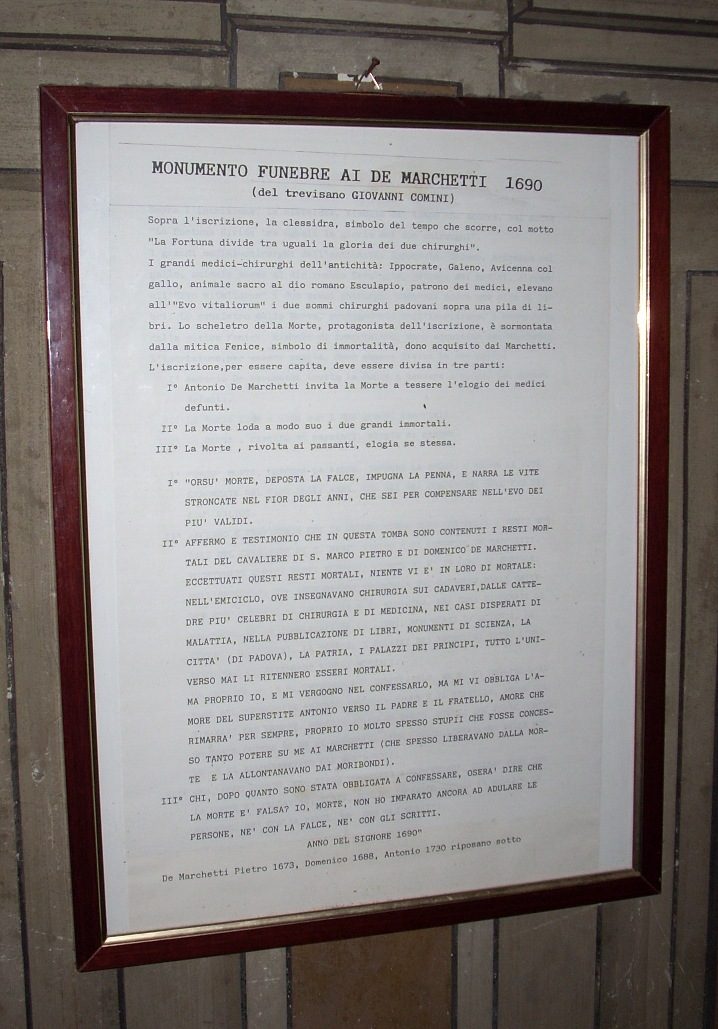 MONUMENTO FUNEBRE AI DE MARCHETTI 1690
(del trevisano GIOVANNI COMINI)
Sopra l'iscrizione, la clessidra, simbolo del tempo che scorre, col motto
"La Fortuna divide tra uguali la gloria dei due chirurghi".
I grandi medici-chirurghi dell'antichità: Ippocrate, Galeno, Avicenna col
gallo, animale sacro al dio romano Esculapio, patrono dei medici, elevano
all'"Evo vitaliorum" i due sommi chirurghi padovani sopra una pila di li-
bri. Lo scheletro della Morte, protagonista dell'iscrizione, è sormontata
dalla mitica Fenice, simbolo di immortalità, dono acquisito dai Marchetti.
L'iscrizione,per essere capita, deve essere divisa in tre parti:
I° Antonio De Marchetti invita la Morte a tessere l'elogio dei medici
defunti.
II° La Morte loda a modo suo i due grandi immortali.
III° La Morte , rivolta ai passanti, elogia se stessa.
I° "ORSU' MORTE, DEPOSTA LA FALCE, IMPUGNA LA PENNA, E NARRA LE VITE
STRONCATE NEL FIOR DEGLI ANNI, CHE SEI PER COMPENSARE NELL'EVO DEI
PIU' VALIDI.
II° AFFERMO E TESTIMONIO CHE IN QUESTA TOMBA SONO CONTENUTI I RESTI MOR-
TALI DEL CAVALIERE DI S. MARCO PIETRO E DI DOMENICO DE MARCHETTI.
ECCETTUATI QUESTI RESTI MORTALI, NIENTE VI E' IN LORO DI MORTALE:
NELL'EMICICLO, OVE INSEGNAVANO CHIRURGIA SUI CADAVERI,DALLE CATTE-
DRE PIU' CELEBRI DI CHIRURGIA E DI MEDICINA, NEI CASI DISPERATI DI
MALATTIA, NELLA PUBBLICAZIONE DI LIBRI, MONUMENTI DI SCIENZA, LA
CITTA' (DI PADOVA), LA PATRIA, I PALAZZI DEI PRINCIPI, TUTTO L'UNI-
VERSO MAI LI RITENNERO ESSERI MORTALI.
MA PROPRIO IO, E MI VERGOGNO NEL CONFESSARLO, MA MI VI OBBLIGA L'A-
MORE DEL SUPERSTITE ANTONIO VERSO IL PADRE E IL FRATELLO, AMORE CHE
RIMARRA' PER SEMPRE, PROPRIO IO MOLTO SPESSO STUPII CHE FOSSE CONCES-
SO TANTO POTERE SU ME AI MARCHETTI (CHE SPESSO LIBERAVANO DALLA MOR-
TE E LA ALLONTANAVANO DAI MORIBONDI).
III° CHI, DOPO QUANTO SONO STATA OBBLIGATA A CONFESSARE, OSERA' DIRE CHE
LA MORTE E' FALSA? IO, MORTE, NON HO IMPARATO ANCORA AD ADULARE LE
PERSONE, NE' CON LA FALCE, NE' CON GLI SCRITTI.
ANNO DEL SIGNORE 1690"
De Marchetti Pietro 1673, Domenico 1688, Antonio 1730 riposano sotto